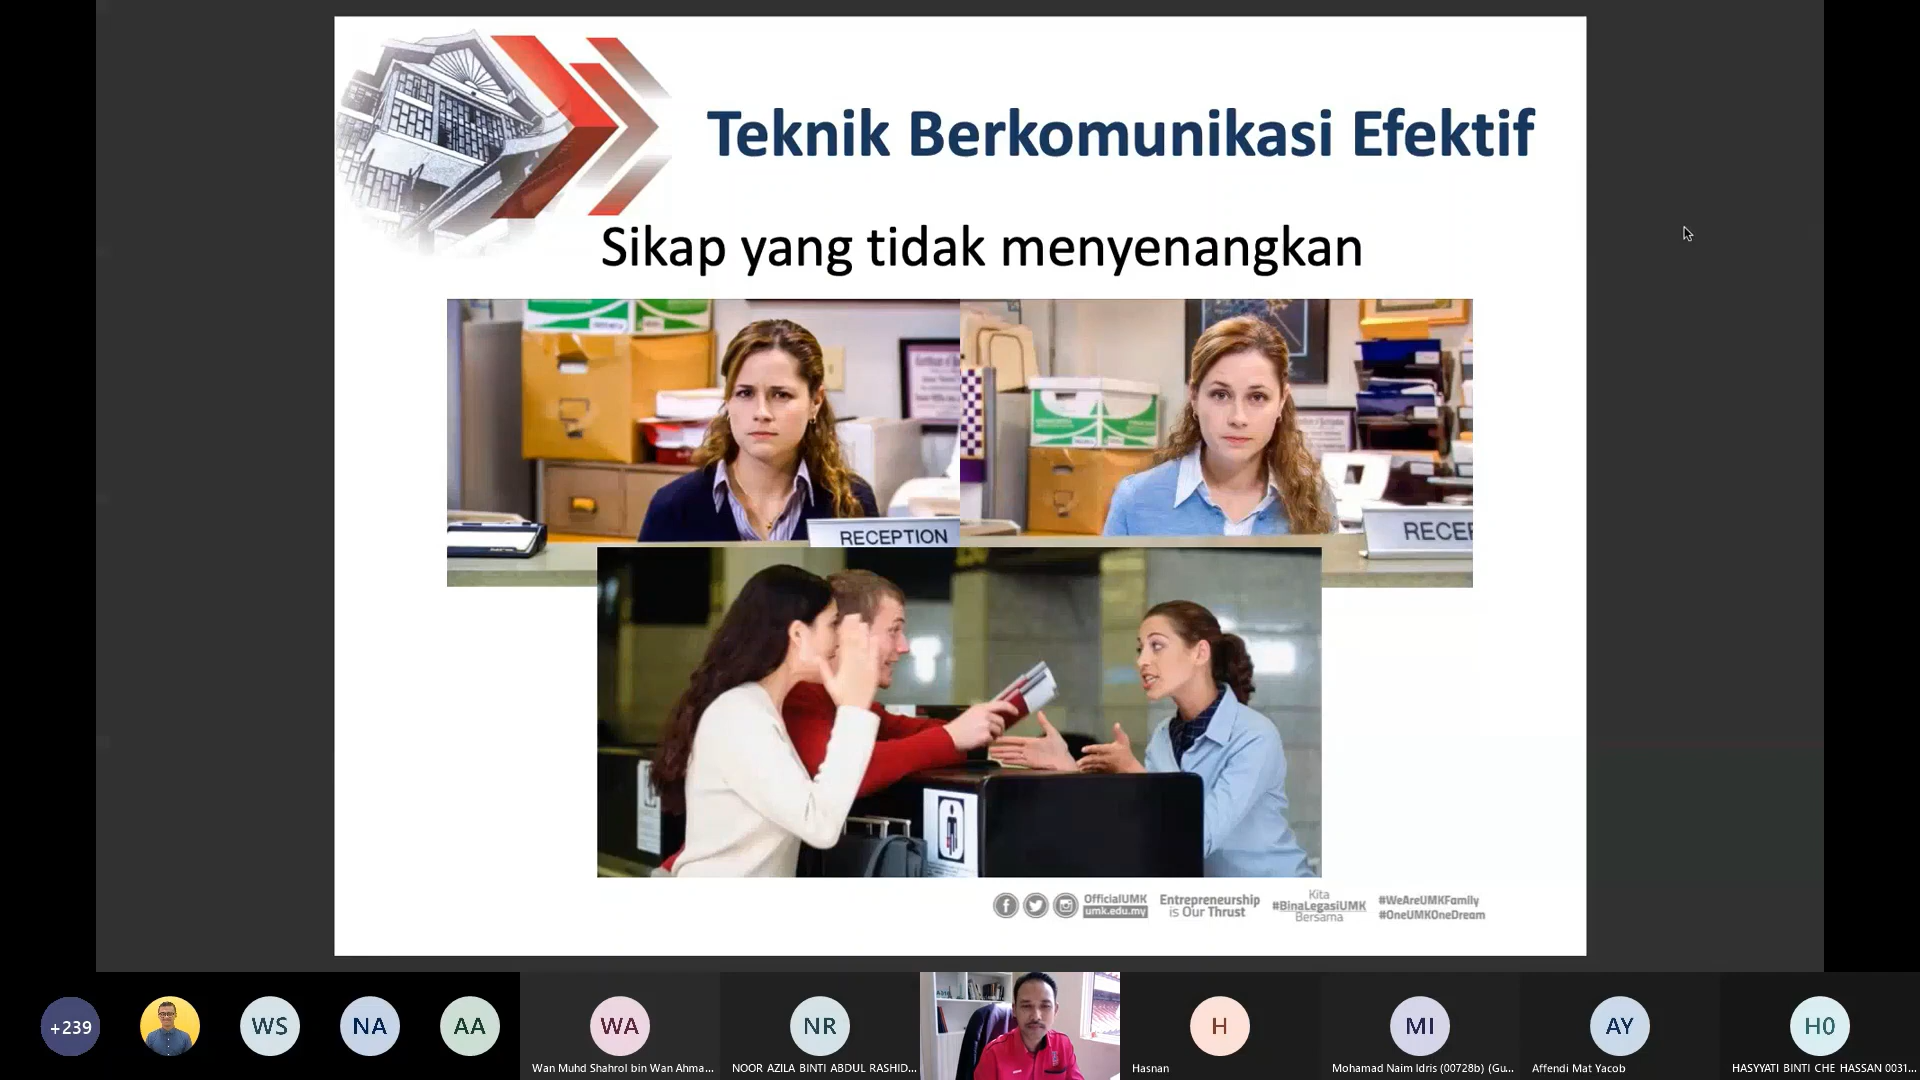 Teknik Berkomunikasi Efektif
Sikap yang tidak menyenangkan
RECEPTION
RECEP
OfficialUMK
umk.edu.my
Entrepreneurship
is Our Thrust
Kita
#BinaLegasiUMK
Bersama
#WeAreUMKFamily
#OneUMKOneDream
+239
WS
NA
AA
WA
Wan Muhd Shahrol bin Wan Ahma...
NR
NOOR AZILA BINTI ABDUL RASHID...
H
Hasnan
MI
Mohamad Naim Idris (00728b) (Gu...
AY
Affendi Mat Yacob
H0
HASYYATI BINTI CHE HASSAN 0031...